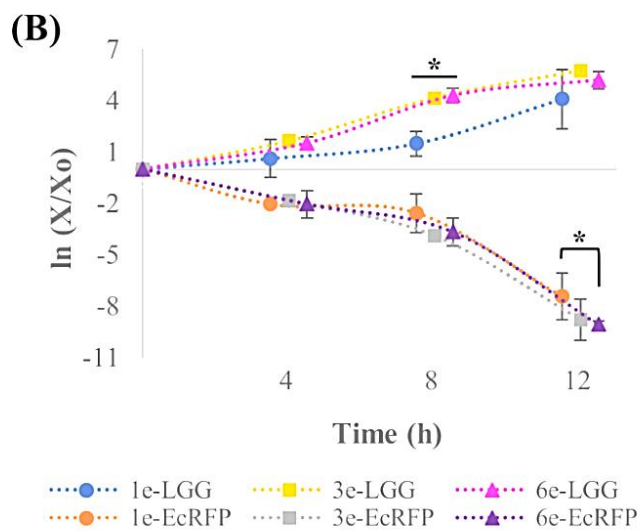 (B)
7
4
1
-2
-5
-8
-11
ln (X/Xo)
*
*
4 8 12
Time (h)
1e-LGG 3e-LGG 6e-LGG
1e-EcRFP 3e-EcRFP 6e-EcRFP